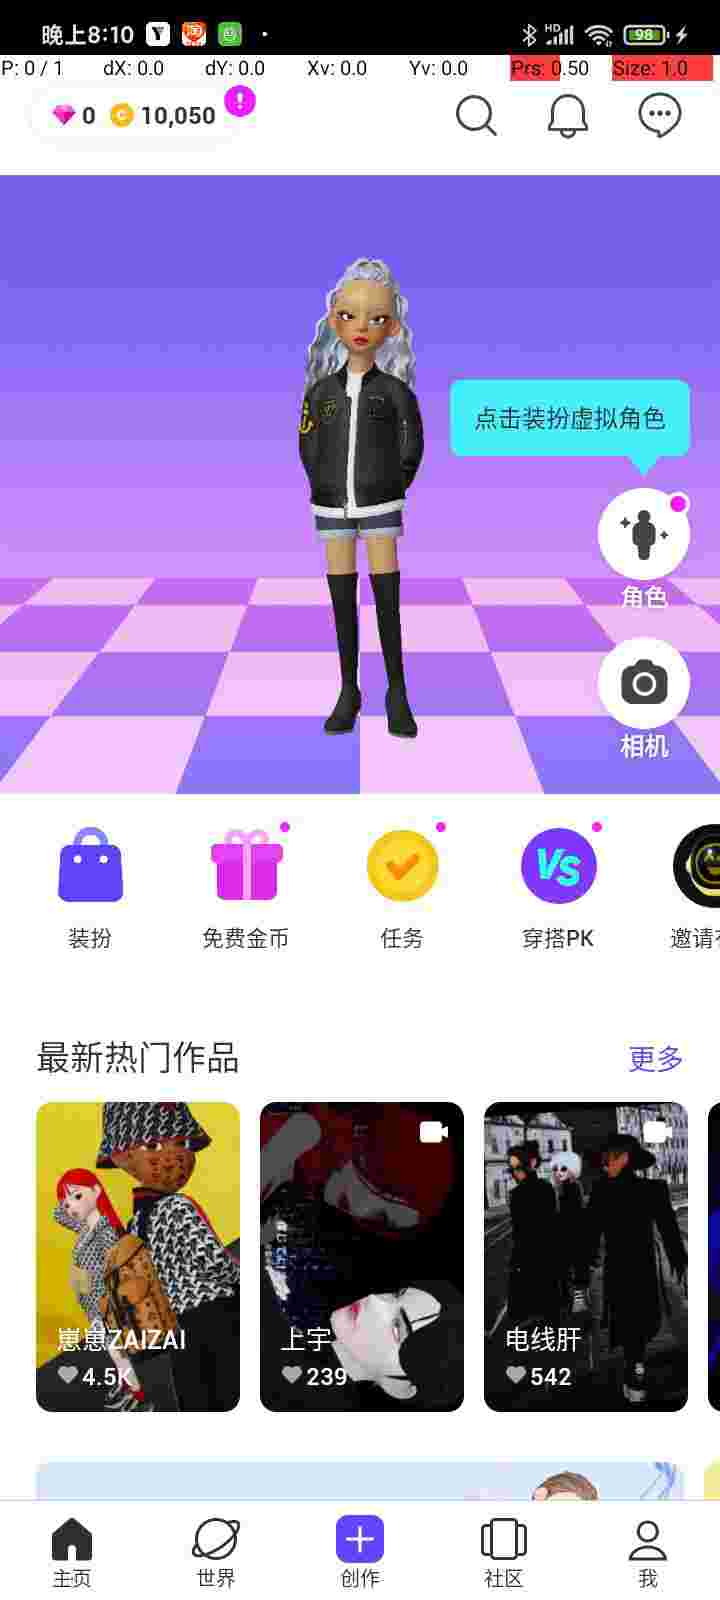 晚上8:10 HD 98
P: 0 / 1 dX: 0.0 dY: 0.0 Xv: 0.0 Yv: 0.0 Prs: 0.50 Size: 1.0
0 10,050
点击装扮虚拟角色
角色
相机
装扮 免费金币 任务 穿搭PK 邀请
最新热门作品 更多
崽崽ZAIZAI 上宇 电线肝
4.5K 239 542
主页 世界 创作 社区 我